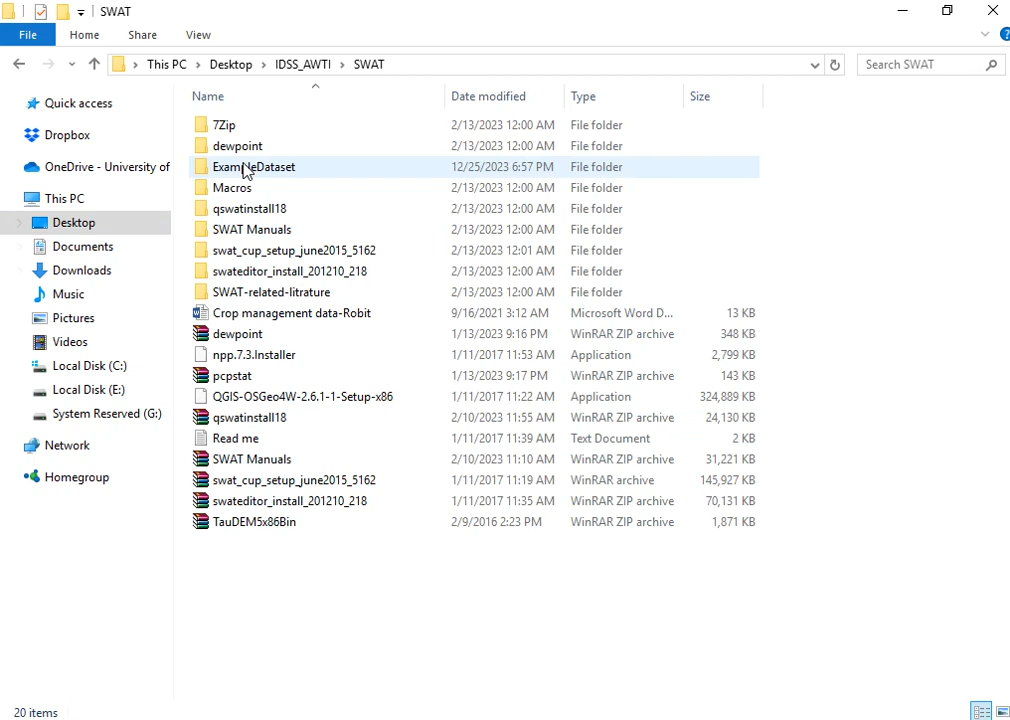 SWAT
File Home Share View
This PC Desktop IDSS_AWTI SWAT Search SWAT
Name Date modified Type Size
Quick access
Dropbox
OneDrive - University of
This PC
Desktop
Documents
Downloads
Music
Pictures
Videos
Local Disk (C:)
Local Disk (E:)
System Reserved (G:)
Network
Homegroup
7Zip 2/13/2023 12:00 AM File folder
dewpoint 2/13/2023 12:00 AM File folder
ExampleDataset 12/25/2023 6:57 PM File folder
Macros 2/13/2023 12:00 AM File folder
qswatinstall18 2/13/2023 12:00 AM File folder
SWAT Manuals 2/13/2023 12:00 AM File folder
swat_cup_setup_june2015_5162 2/13/2023 12:01 AM File folder
swateditor_install_201210_218 2/13/2023 12:00 AM File folder
SWAT-related-litrature 2/13/2023 12:00 AM File folder
Crop management data-Robit 9/16/2021 3:12 AM Microsoft Word D... 13 KB
dewpoint 1/13/2023 9:16 PM WinRAR ZIP archive 348 KB
npp.7.3.Installer 1/11/2017 11:53 AM Application 2,799 KB
pcpstat 1/13/2023 9:17 PM WinRAR ZIP archive 143 KB
QGIS-OSGeo4W-2.6.1-1-Setup-x86 1/11/2017 11:22 AM Application 324,889 KB
qswatinstall18 2/10/2023 11:55 AM WinRAR ZIP archive 24,130 KB
Read me 1/11/2017 11:39 AM Text Document 2 KB
SWAT Manuals 2/10/2023 11:10 AM WinRAR ZIP archive 31,221 KB
swat_cup_setup_june2015_5162 1/11/2017 11:19 AM WinRAR archive 145,927 KB
swateditor_install_201210_218 1/11/2017 11:35 AM WinRAR ZIP archive 70,131 KB
TauDEM5x86Bin 2/9/2016 2:23 PM WinRAR ZIP archive 1,871 KB
20 items